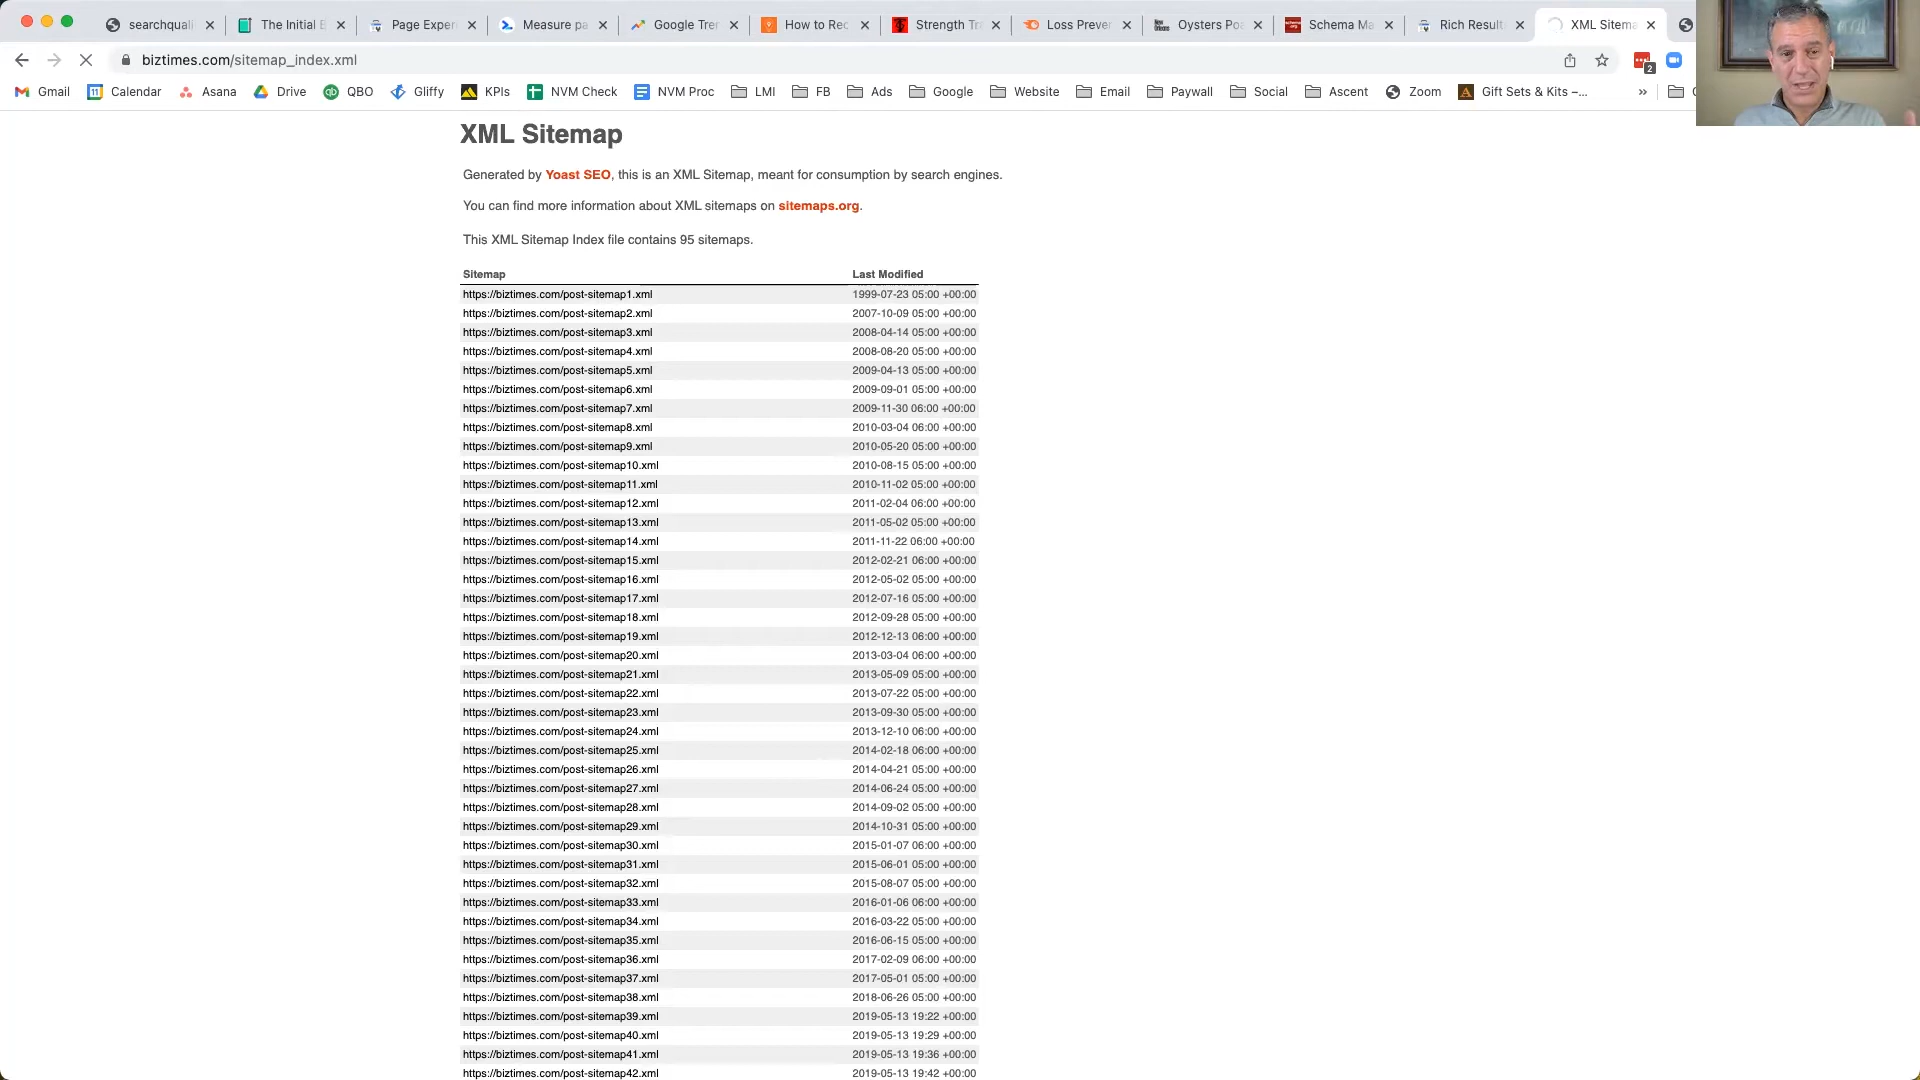 searchquali
The Initial B
Page Exper
Measure pa
Google Tren
How to Rec
Strength Tr
Loss Preven
Oysters Poa
Schema Ma
Rich Result
XML Sitema
biztimes.com/sitemap_index.xml
2
Gmail
Calendar
Asana
Drive
QBO
Gliffy
KPIs
NVM Check
NVM Proc
LMI
FB
Ads
Google
Website
Email
Paywall
Social
Ascent
Zoom
Gift Sets & Kits –...
»
XML Sitemap
Generated by Yoast SEO, this is an XML Sitemap, meant for consumption by search engines.
You can find more information about XML sitemaps on sitemaps.org.
This XML Sitemap Index file contains 95 sitemaps.
Sitemap Last Modified
https://biztimes.com/post-sitemap1.xml 1999-07-23 05:00 +00:00
https://biztimes.com/post-sitemap2.xml 2007-10-09 05:00 +00:00
https://biztimes.com/post-sitemap3.xml 2008-04-14 05:00 +00:00
https://biztimes.com/post-sitemap4.xml 2008-08-20 05:00 +00:00
https://biztimes.com/post-sitemap5.xml 2009-04-13 05:00 +00:00
https://biztimes.com/post-sitemap6.xml 2009-09-01 05:00 +00:00
https://biztimes.com/post-sitemap7.xml 2009-11-30 06:00 +00:00
https://biztimes.com/post-sitemap8.xml 2010-03-04 06:00 +00:00
https://biztimes.com/post-sitemap9.xml 2010-05-20 05:00 +00:00
https://biztimes.com/post-sitemap10.xml 2010-08-15 05:00 +00:00
https://biztimes.com/post-sitemap11.xml 2010-11-02 05:00 +00:00
https://biztimes.com/post-sitemap12.xml 2011-02-04 06:00 +00:00
https://biztimes.com/post-sitemap13.xml 2011-05-02 05:00 +00:00
https://biztimes.com/post-sitemap14.xml 2011-11-22 06:00 +00:00
https://biztimes.com/post-sitemap15.xml 2012-02-21 06:00 +00:00
https://biztimes.com/post-sitemap16.xml 2012-05-02 05:00 +00:00
https://biztimes.com/post-sitemap17.xml 2012-07-16 05:00 +00:00
https://biztimes.com/post-sitemap18.xml 2012-09-28 05:00 +00:00
https://biztimes.com/post-sitemap19.xml 2012-12-13 06:00 +00:00
https://biztimes.com/post-sitemap20.xml 2013-03-04 06:00 +00:00
https://biztimes.com/post-sitemap21.xml 2013-05-09 05:00 +00:00
https://biztimes.com/post-sitemap22.xml 2013-07-22 05:00 +00:00
https://biztimes.com/post-sitemap23.xml 2013-09-30 05:00 +00:00
https://biztimes.com/post-sitemap24.xml 2013-12-10 06:00 +00:00
https://biztimes.com/post-sitemap25.xml 2014-02-18 06:00 +00:00
https://biztimes.com/post-sitemap26.xml 2014-04-21 05:00 +00:00
https://biztimes.com/post-sitemap27.xml 2014-06-24 05:00 +00:00
https://biztimes.com/post-sitemap28.xml 2014-09-02 05:00 +00:00
https://biztimes.com/post-sitemap29.xml 2014-10-31 05:00 +00:00
https://biztimes.com/post-sitemap30.xml 2015-01-07 06:00 +00:00
https://biztimes.com/post-sitemap31.xml 2015-06-01 05:00 +00:00
https://biztimes.com/post-sitemap32.xml 2015-08-07 05:00 +00:00
https://biztimes.com/post-sitemap33.xml 2016-01-06 06:00 +00:00
https://biztimes.com/post-sitemap34.xml 2016-03-22 05:00 +00:00
https://biztimes.com/post-sitemap35.xml 2016-06-15 05:00 +00:00
https://biztimes.com/post-sitemap36.xml 2017-02-09 06:00 +00:00
https://biztimes.com/post-sitemap37.xml 2017-05-01 05:00 +00:00
https://biztimes.com/post-sitemap38.xml 2018-06-26 05:00 +00:00
https://biztimes.com/post-sitemap39.xml 2019-05-13 19:22 +00:00
https://biztimes.com/post-sitemap40.xml 2019-05-13 19:29 +00:00
https://biztimes.com/post-sitemap41.xml 2019-05-13 19:36 +00:00
https://biztimes.com/post-sitemap42.xml 2019-05-13 19:42 +00:00